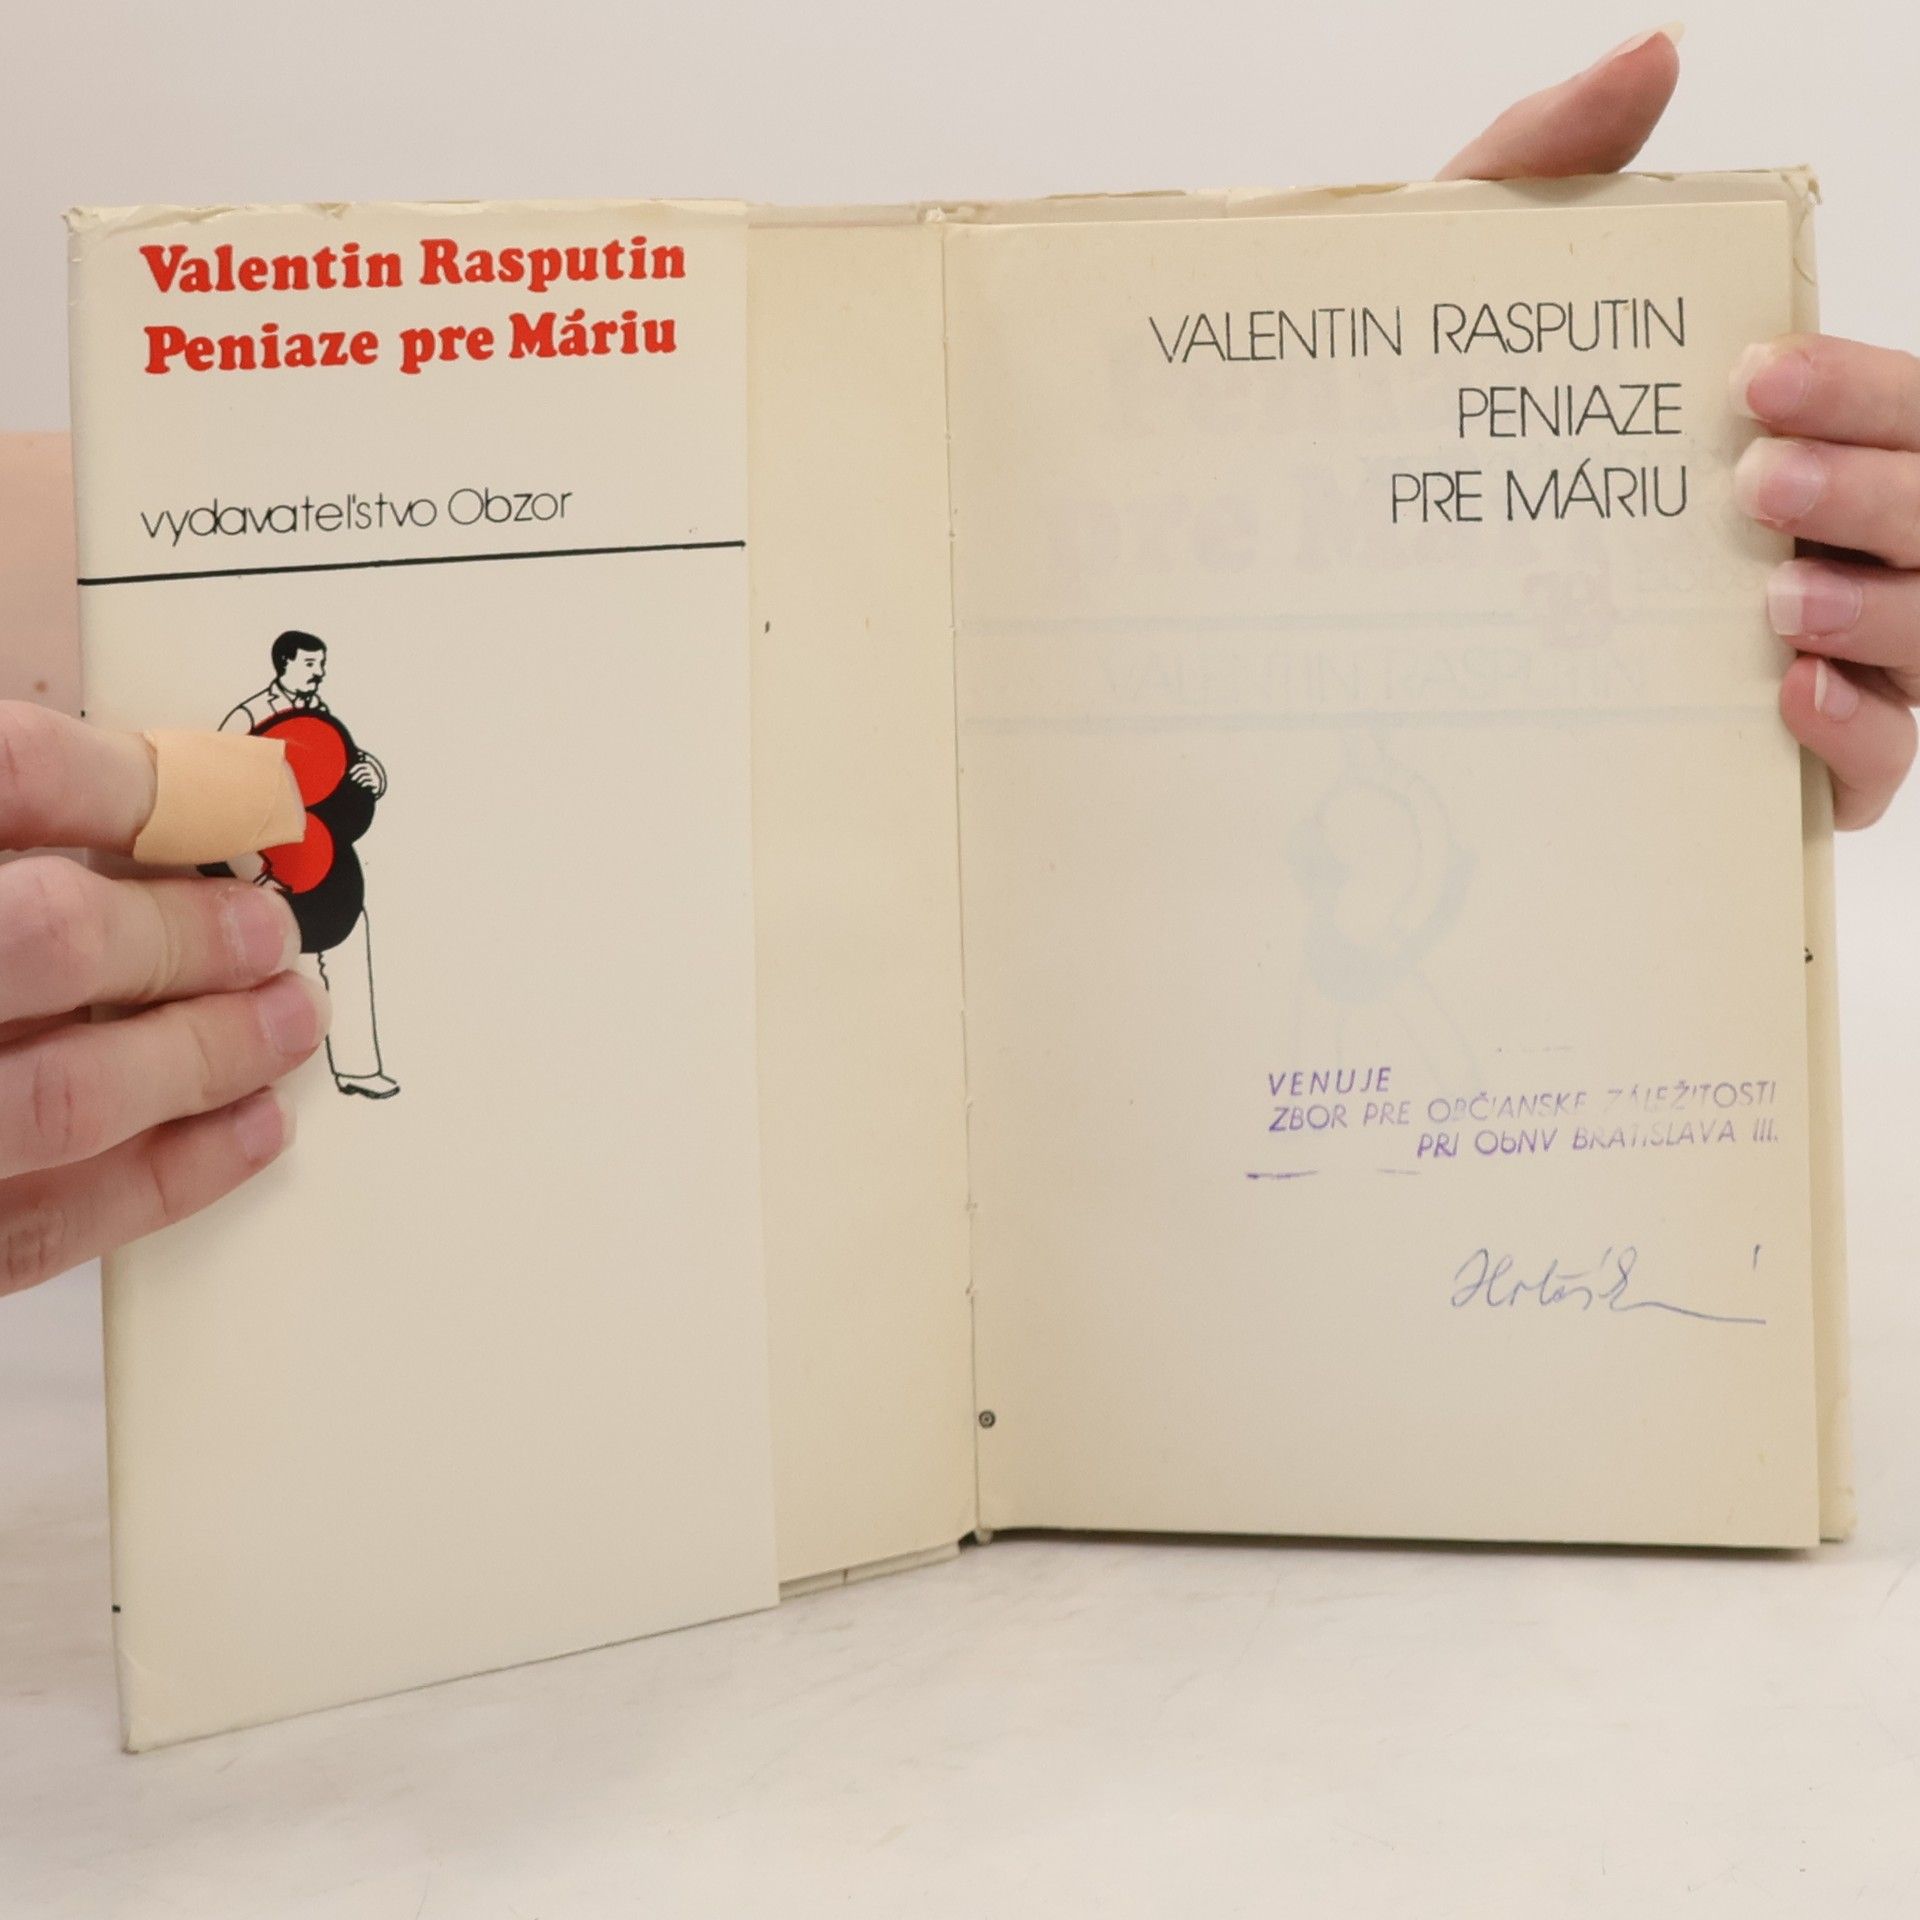 Valentin Rasputin
Peniaze pre Máriu
vydavateľstvo Obzor
VALENTIN RASPUTIN
PENIAZE
PRE MÁRIU
VENUJE
ZBOR PRE OBČIANSKE ZÁLEŽITOSTI
PRI ObNV BRATISLAVA III.